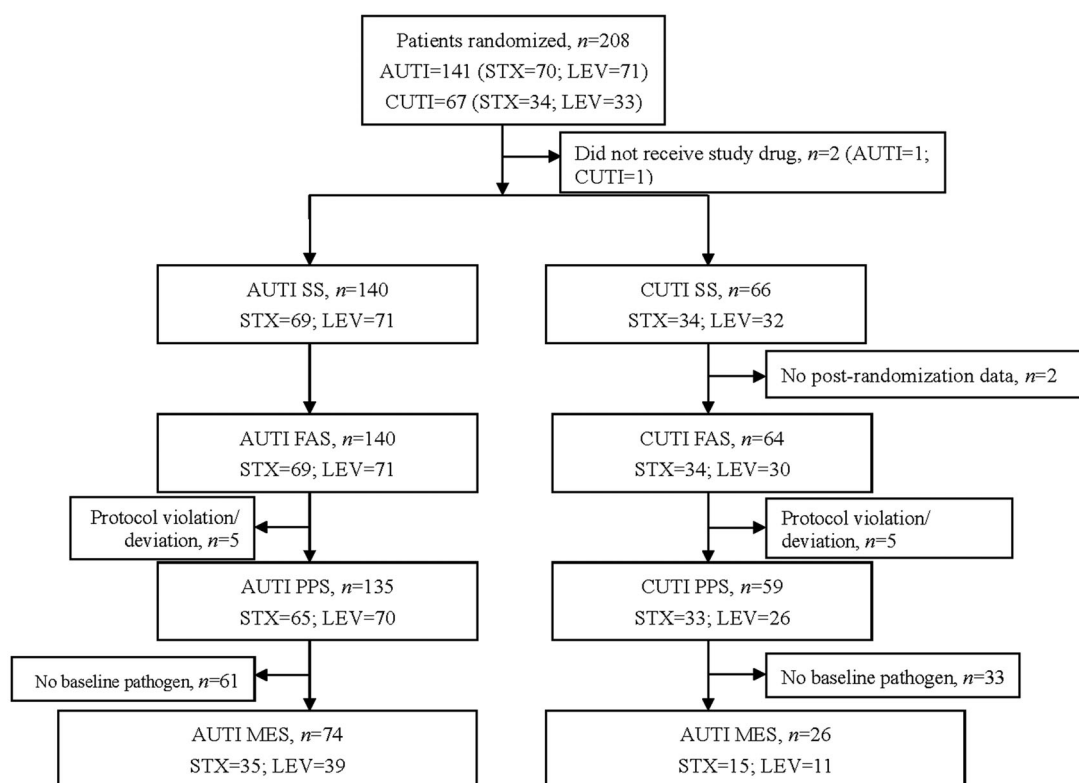 Patients randomized, n=208
AUTI=141 (STX=70; LEV=71)
CUTI=67 (STX=34; LEV=33)
Did not receive study drug, n=2 (AUTI=1;
CUTI=1)
AUTI SS, n=140
STX=69; LEV=71
CUTI SS, n=66
STX=34; LEV=32
No post-randomization data, n=2
AUTI FAS, n=140
STX=69; LEV=71
CUTI FAS, n=64
STX=34; LEV=30
Protocol violation/
deviation, n=5
Protocol violation/
deviation, n=5
AUTI PPS, n=135
STX=65; LEV=70
CUTI PPS, n=59
STX=33; LEV=26
No baseline pathogen, n=61
No baseline pathogen, n=33
AUTI MES, n=74
STX=35; LEV=39
AUTI MES, n=26
STX=15; LEV=11